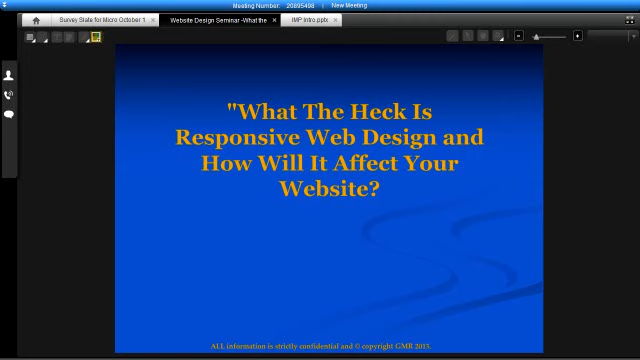 Meeting Number: 20895498 | New Meeting
Survey Slate for Micro October 1 × Website Design Seminar -What the × IMP Intro.pptx ×
"What The Heck Is
Responsive Web Design and
How Will It Affect Your
Website?
ALL information is strictly confidential and © copyright GMR 2013.